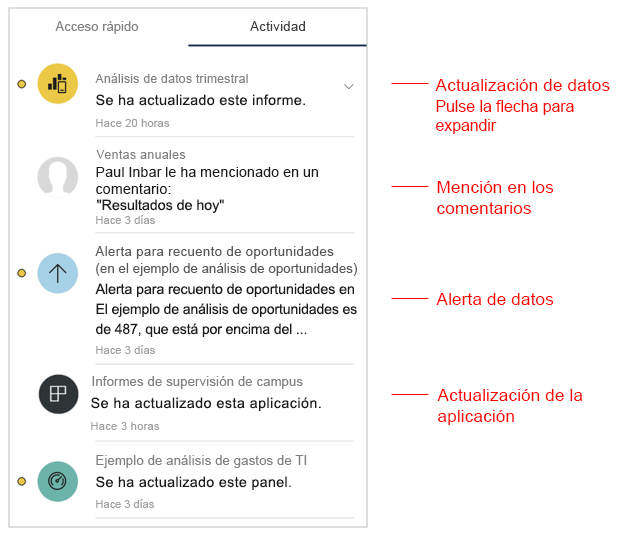 Acceso rápido
Actividad
Análisis de datos trimestral
Se ha actualizado este informe.
Hace 20 horas
Actualización de datos
Pulse la flecha para
expandir
Ventas anuales
Paul Inbar le ha mencionado en un
comentario:
"Resultados de hoy"
Hace 3 días
Mención en los
comentarios
Alerta para recuento de oportunidades
(en el ejemplo de análisis de oportunidades)
Alerta para recuento de oportunidades en
El ejemplo de análisis de oportunidades es
de 487, que está por encima del ...
Hace 3 días
Alerta de datos
Informes de supervisión de campus
Se ha actualizado esta aplicación.
Hace 3 horas
Actualización de la
aplicación
Ejemplo de análisis de gastos de TI
Se ha actualizado este panel.
Hace 3 días